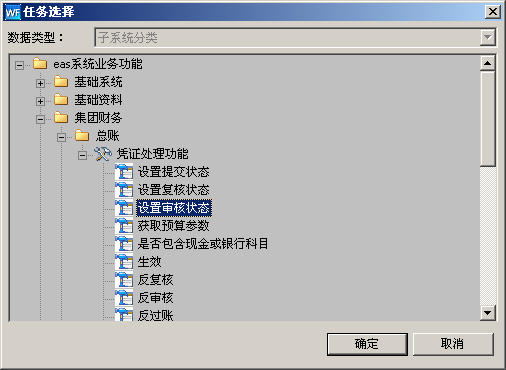 WF 任务选择
数据类型： 子系统分类
eas系统业务功能
基础系统
基础资料
集团财务
总账
凭证处理功能
设置提交状态
设置复核状态
设置审核状态
获取预算参数
是否包含现金或银行科目
生效
反复核
反审核
反过账
确定 取消